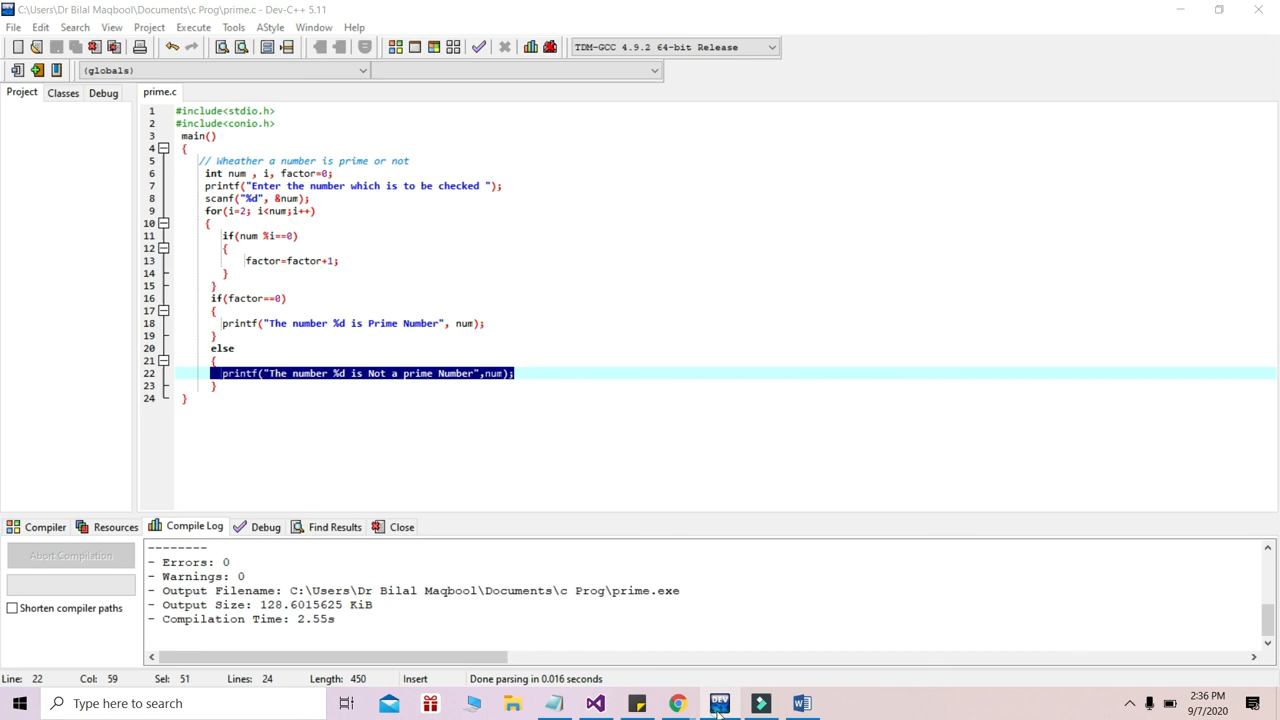 C:\Users\Dr Bilal Maqbool\Documents\c Prog\prime.c - Dev-C++ 5.11
File Edit Search View Project Execute Tools AStyle Window Help
TDM-GCC 4.9.2 64-bit Release
(globals)
Project Classes Debug prime.c
1 #include<stdio.h>
2 #include<conio.h>
3 main()
4 {
5 // Wheather a number is prime or not
6 int num , i, factor=0;
7 printf("Enter the number which is to be checked ");
8 scanf("%d", &num);
9 for(i=2; i<num;i++)
10 {
11 if(num %i==0)
12 {
13 factor=factor+1;
14 }
15 }
16 if(factor==0)
17 {
18 printf("The number %d is Prime Number", num);
19 }
20 else
21 {
22 printf("The number %d is Not a prime Number",num);
23 }
24 }
Compiler Resources Compile Log Debug Find Results Close
Abort Compilation
Shorten compiler paths
--------
- Errors: 0
- Warnings: 0
- Output Filename: C:\Users\Dr Bilal Maqbool\Documents\c Prog\prime.exe
- Output Size: 128.6015625 KiB
- Compilation Time: 2.55s
Line: 22 Col: 59 Sel: 51 Lines: 24 Length: 450 Insert Done parsing in 0.016 seconds
Type here to search
DEV
2:36 PM
9/7/2020